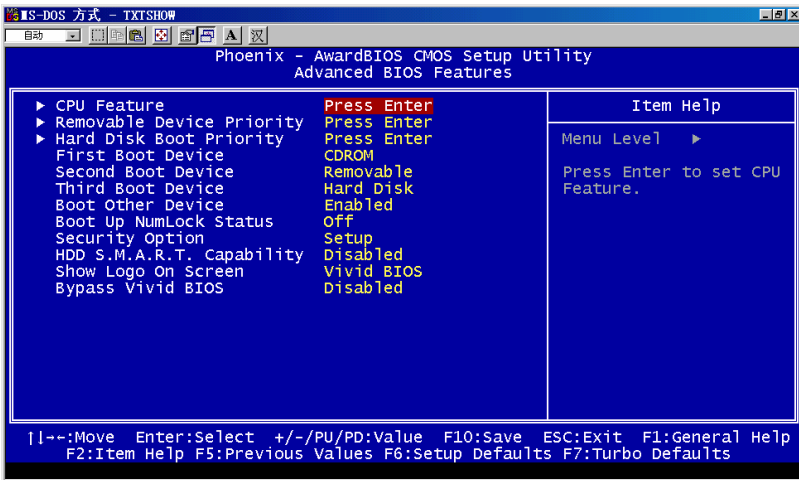 MS-DOS 方式 - TXTSHOW
自动 A 汉
Phoenix - AwardBIOS CMOS Setup Utility
Advanced BIOS Features
▶ CPU Feature Press Enter
▶ Removable Device Priority Press Enter
▶ Hard Disk Boot Priority Press Enter
First Boot Device CDROM
Second Boot Device Removable
Third Boot Device Hard Disk
Boot Other Device Enabled
Boot Up NumLock Status Off
Security Option Setup
HDD S.M.A.R.T. Capability Disabled
Show Logo On Screen Vivid BIOS
Bypass Vivid BIOS Disabled
Item Help
Menu Level ▶
Press Enter to set CPU
Feature.
↑↓→←:Move Enter:Select +/-/PU/PD:Value F10:Save ESC:Exit F1:General Help
F2:Item Help F5:Previous Values F6:Setup Defaults F7:Turbo Defaults